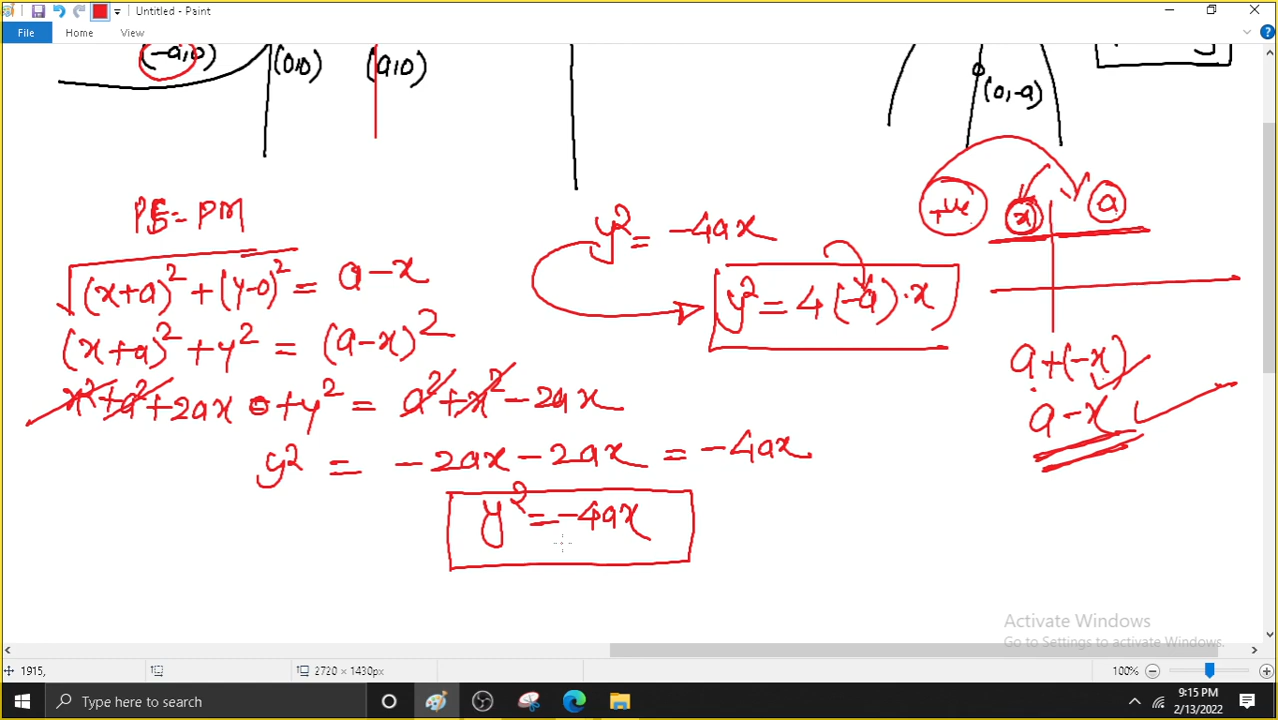 Untitled - Paint
File Home View
(-a,0) (0,0) (a,0)
(0,-a)
PS = PM
√(x+a)² + (y-0)² = a-x
(x+a)² + y² = (a-x)²
x²+a²+2ax +y² = a²+x²-2ax
y² = -2ax - 2ax = -4ax
y² = -4ax
y² = -4ax
y² = 4(-a)·x
+ve x a
a+(-x)
a-x
Activate Windows
Go to Settings to activate Windows.
1915, 2720 × 1430px 100%
Type here to search
9:15 PM
2/13/2022